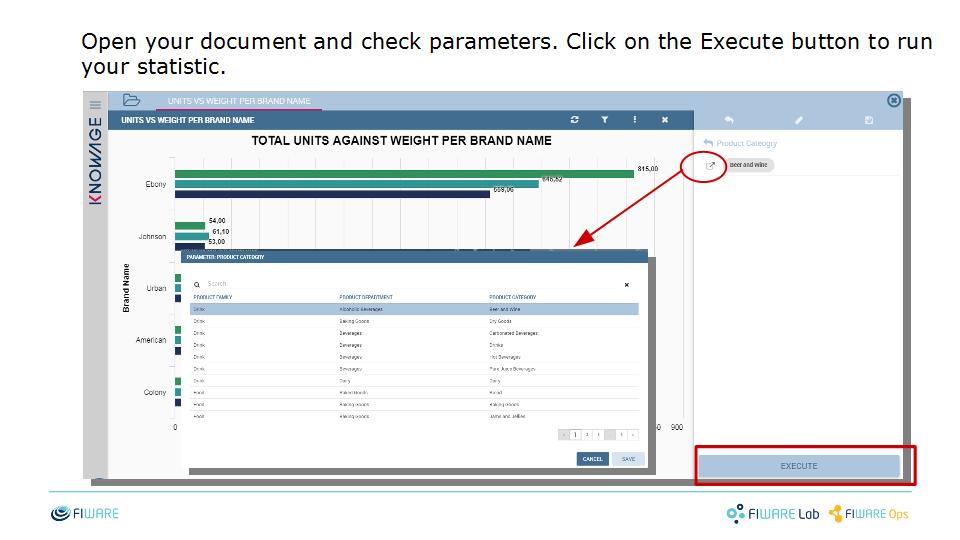 Open your document and check parameters. Click on the Execute button to run
your statistic.
UNITS VS WEIGHT PER BRAND NAME
UNITS VS WEIGHT PER BRAND NAME
KNOWAGE
TOTAL UNITS AGAINST WEIGHT PER BRAND NAME
Product Cateogry
Beer and Wine
Ebony
815,00
646,52
559,06
Johnson
54,00
61,10
53,00
Brand Name
Urban
American
Colony
0
900
PARAMETER: PRODUCT CATEOGRY
Search
PRODUCT FAMILY PRODUCT DEPARTMENT PRODUCT CATEGORY
Drink Alcoholic Beverages Beer and Wine
Drink Baking Goods Dry Goods
Drink Beverages Carbonated Beverages
Drink Beverages Drinks
Drink Beverages Hot Beverages
Drink Beverages Pure Juice Beverages
Drink Dairy Dairy
Food Baked Goods Bread
Food Baking Goods Baking Goods
Food Baking Goods Jams and Jellies
1 2 3
CANCEL SAVE
EXECUTE
FIWARE
FIWARE Lab
FIWARE Ops